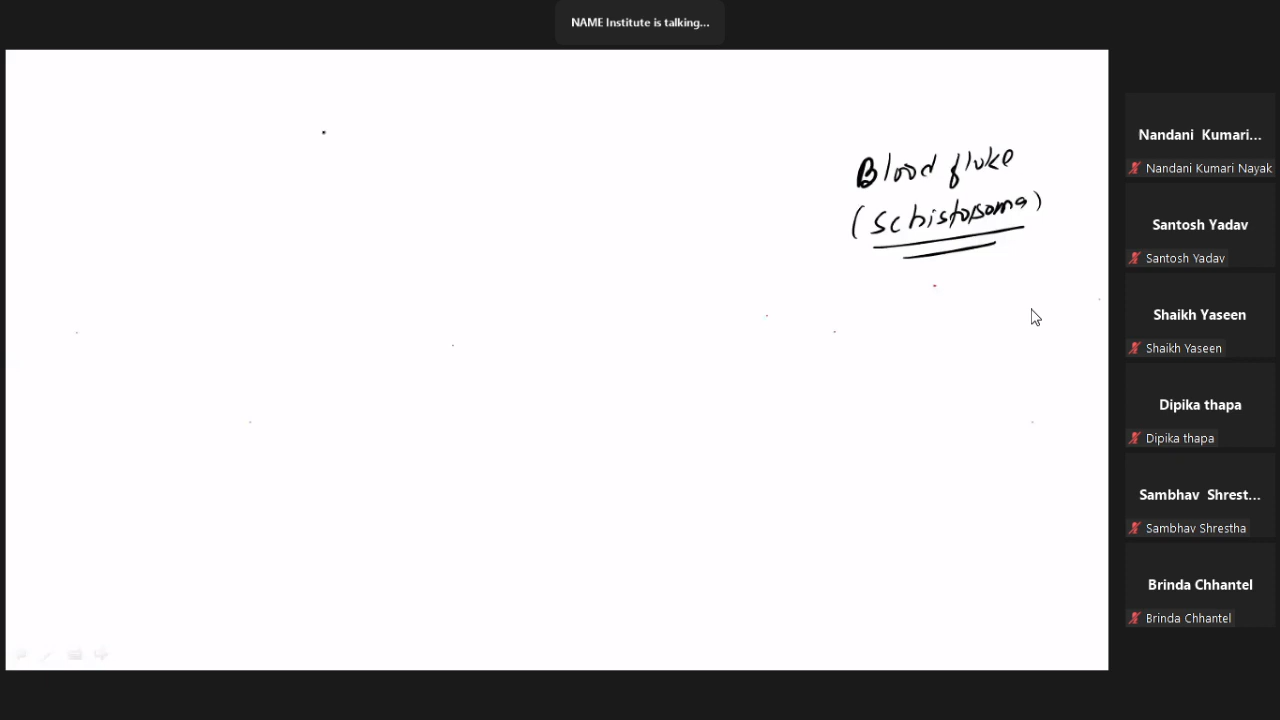 NAME Institute is talking...
Blood fluke
(Schistosoma)
Nandani Kumari...
Nandani Kumari Nayak
Santosh Yadav
Santosh Yadav
Shaikh Yaseen
Shaikh Yaseen
Dipika thapa
Dipika thapa
Sambhav Shrest...
Sambhav Shrestha
Brinda Chhantel
Brinda Chhantel